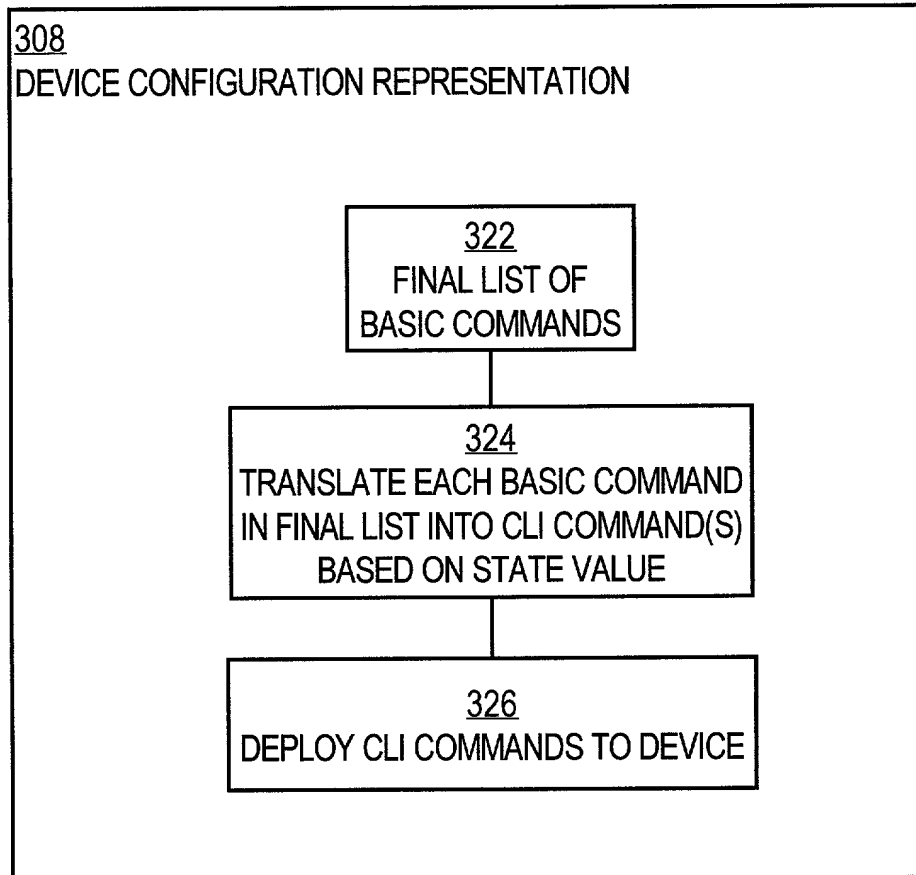 308
DEVICE CONFIGURATION REPRESENTATION
322
FINAL LIST OF
BASIC COMMANDS
324
TRANSLATE EACH BASIC COMMAND
IN FINAL LIST INTO CLI COMMAND(S)
BASED ON STATE VALUE
326
DEPLOY CLI COMMANDS TO DEVICE